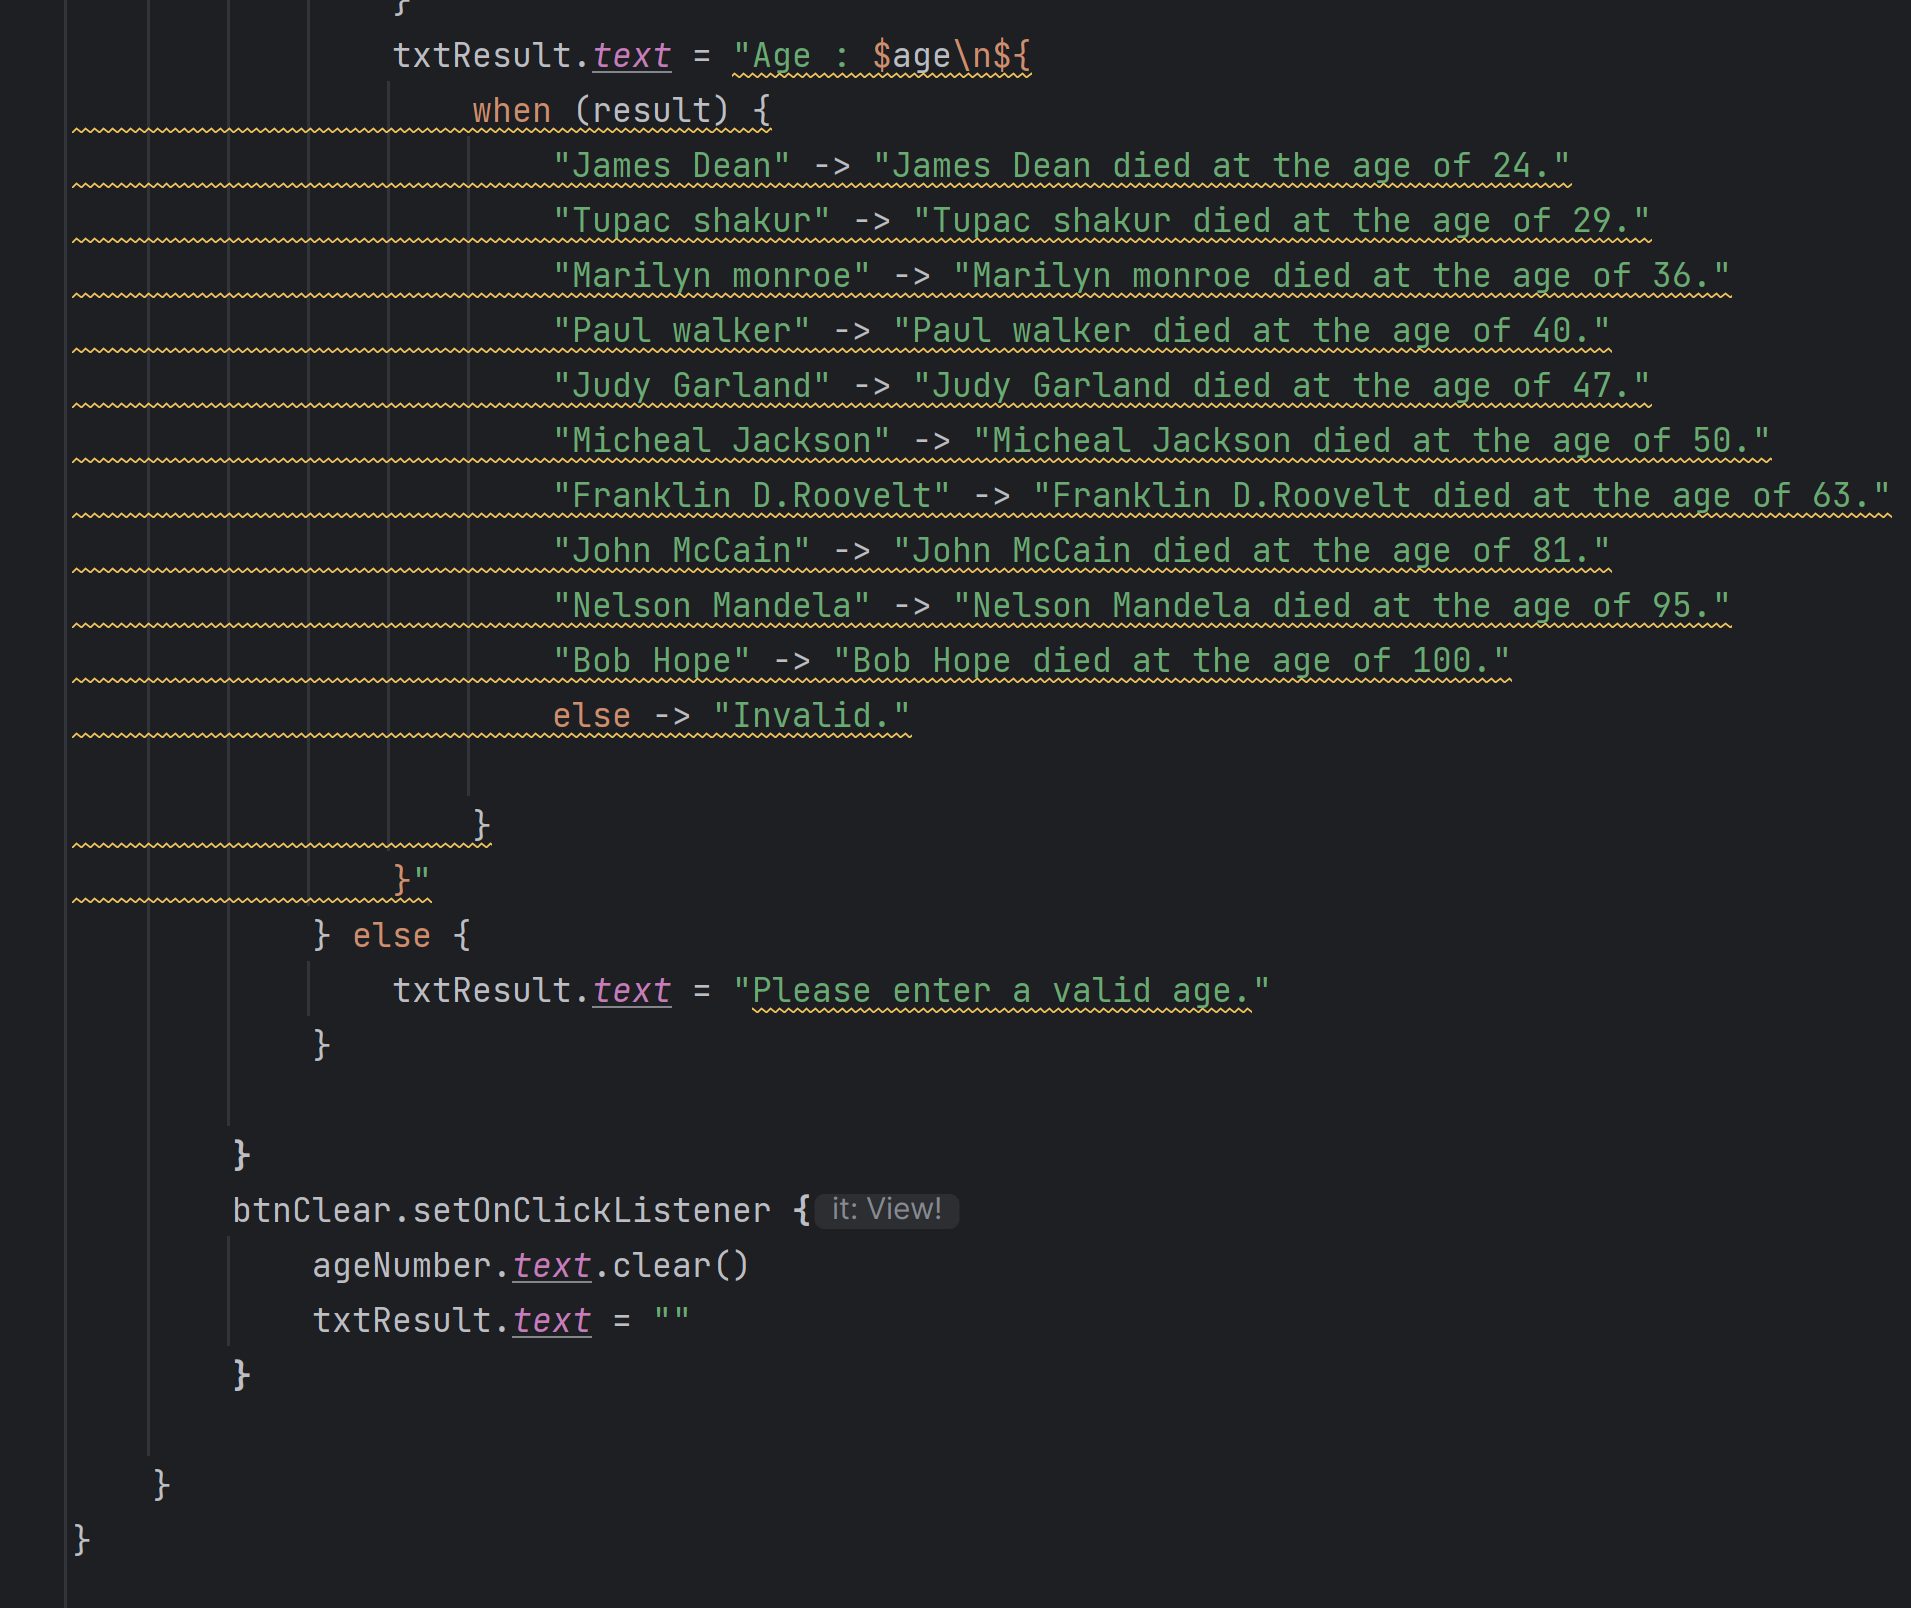 }
txtResult.text = "Age : $age\n${
when (result) {
"James Dean" -> "James Dean died at the age of 24."
"Tupac shakur" -> "Tupac shakur died at the age of 29."
"Marilyn monroe" -> "Marilyn monroe died at the age of 36."
"Paul walker" -> "Paul walker died at the age of 40."
"Judy Garland" -> "Judy Garland died at the age of 47."
"Micheal Jackson" -> "Micheal Jackson died at the age of 50."
"Franklin D.Roovelt" -> "Franklin D.Roovelt died at the age of 63."
"John McCain" -> "John McCain died at the age of 81."
"Nelson Mandela" -> "Nelson Mandela died at the age of 95."
"Bob Hope" -> "Bob Hope died at the age of 100."
else -> "Invalid."
}
}"
} else {
txtResult.text = "Please enter a valid age."
}
}
btnClear.setOnClickListener { it: View!
ageNumber.text.clear()
txtResult.text = ""
}
}
}